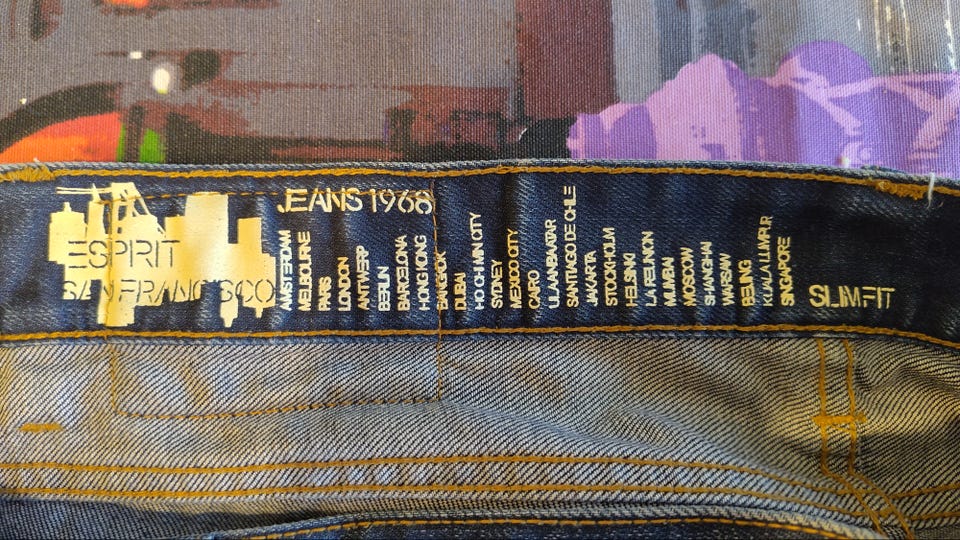 ESPRIT
SAN FRANCISCO
JEANS 1968
AMSTERDAM
MELBOURNE
PARIS
LONDON
ANTWERP
BERLIN
BARCELONA
HONG KONG
BANGKOK
DUBAI
HO CHI MIN CITY
SYDNEY
MEXICO CITY
CAIRO
ULAANBAATAR
SANTIAGO DE CHILE
JAKARTA
STOCKHOLM
HELSINKI
LA REUNION
MUMBAI
MOSCOW
SHANGHAI
WARSAW
BEIJING
KUALA LUMPUR
SINGAPORE
SLIM FIT